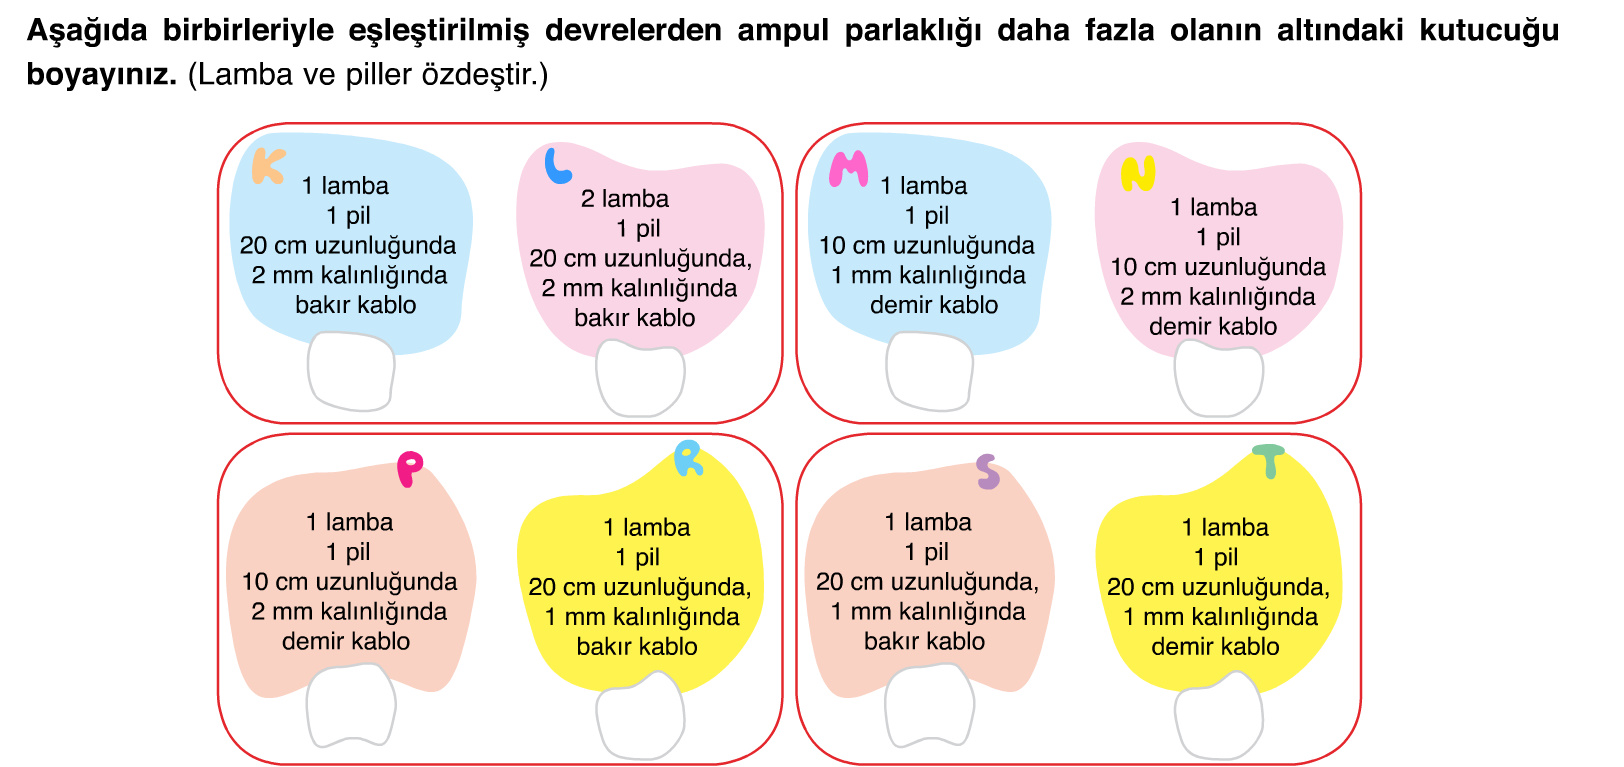 Aşağıda birbirleriyle eşleştirilmiş devrelerden ampul parlaklığı daha fazla olanın altındaki kutucuğu
boyayınız. (Lamba ve piller özdeştir.)
K
1 lamba
1 pil
20 cm uzunluğunda
2 mm kalınlığında
bakır kablo
L
2 lamba
1 pil
20 cm uzunluğunda,
2 mm kalınlığında
bakır kablo
M
1 lamba
1 pil
10 cm uzunluğunda
1 mm kalınlığında
demir kablo
N
1 lamba
1 pil
10 cm uzunluğunda
2 mm kalınlığında
demir kablo
P
1 lamba
1 pil
10 cm uzunluğunda
2 mm kalınlığında
demir kablo
R
1 lamba
1 pil
20 cm uzunluğunda,
1 mm kalınlığında
bakır kablo
S
1 lamba
1 pil
20 cm uzunluğunda,
1 mm kalınlığında
bakır kablo
T
1 lamba
1 pil
20 cm uzunluğunda,
1 mm kalınlığında
demir kablo